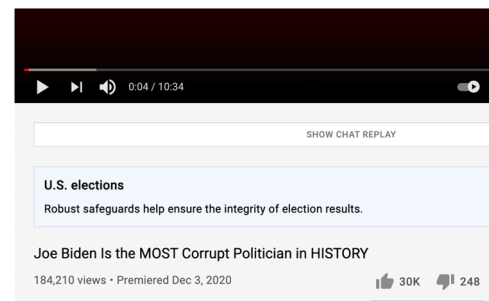 0:04 / 10:34
SHOW CHAT REPLAY
U.S. elections
Robust safeguards help ensure the integrity of election results.
Joe Biden Is the MOST Corrupt Politician in HISTORY
184,210 views • Premiered Dec 3, 2020 30K 248